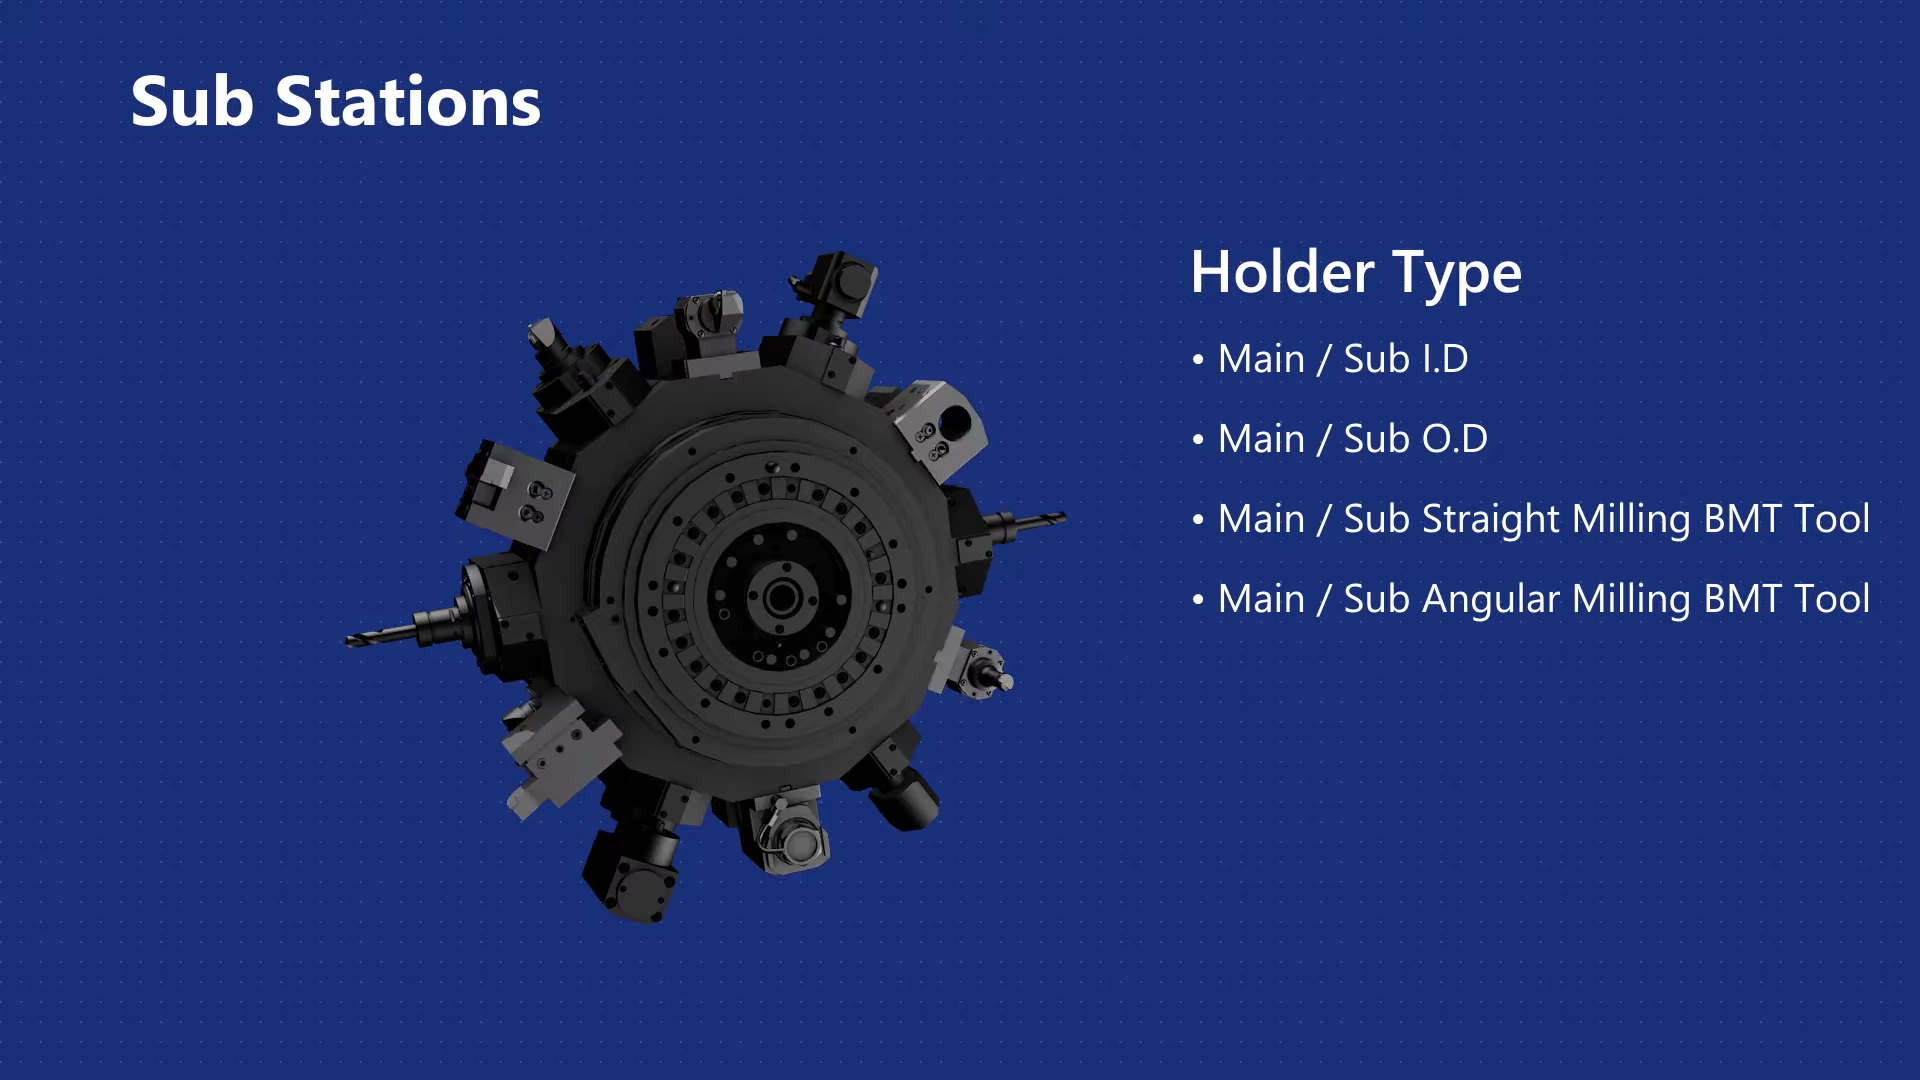 Sub Stations
Holder Type
• Main / Sub I.D
• Main / Sub O.D
• Main / Sub Straight Milling BMT Tool
• Main / Sub Angular Milling BMT Tool